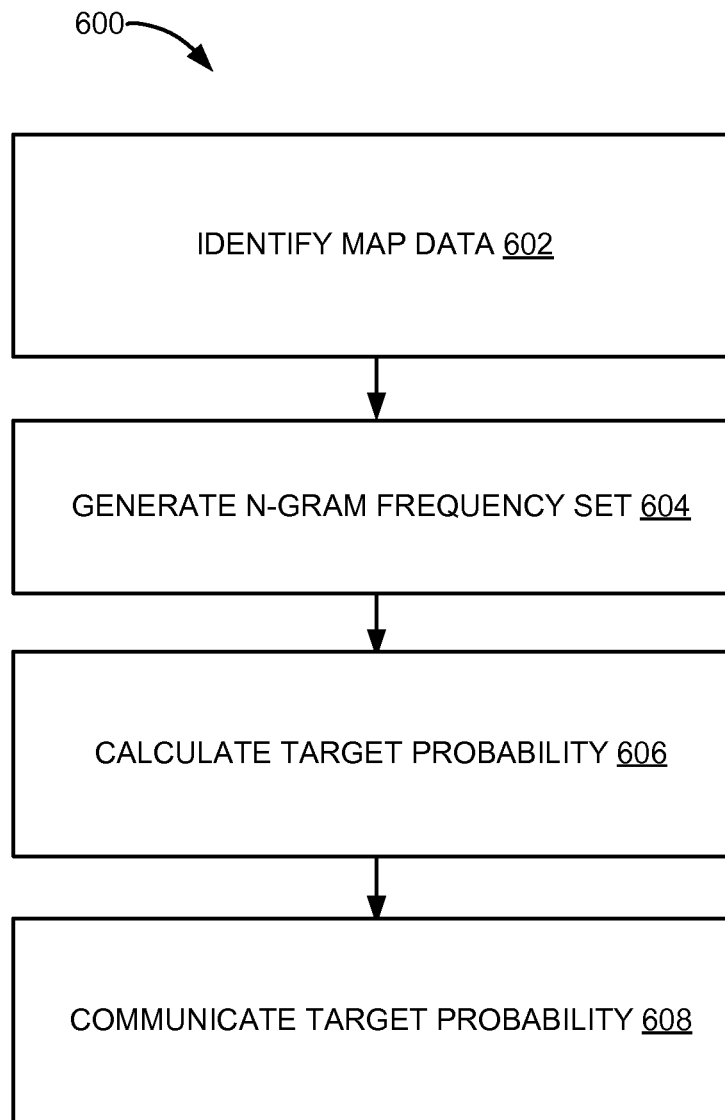 600
IDENTIFY MAP DATA 602
GENERATE N-GRAM FREQUENCY SET 604
CALCULATE TARGET PROBABILITY 606
COMMUNICATE TARGET PROBABILITY 608